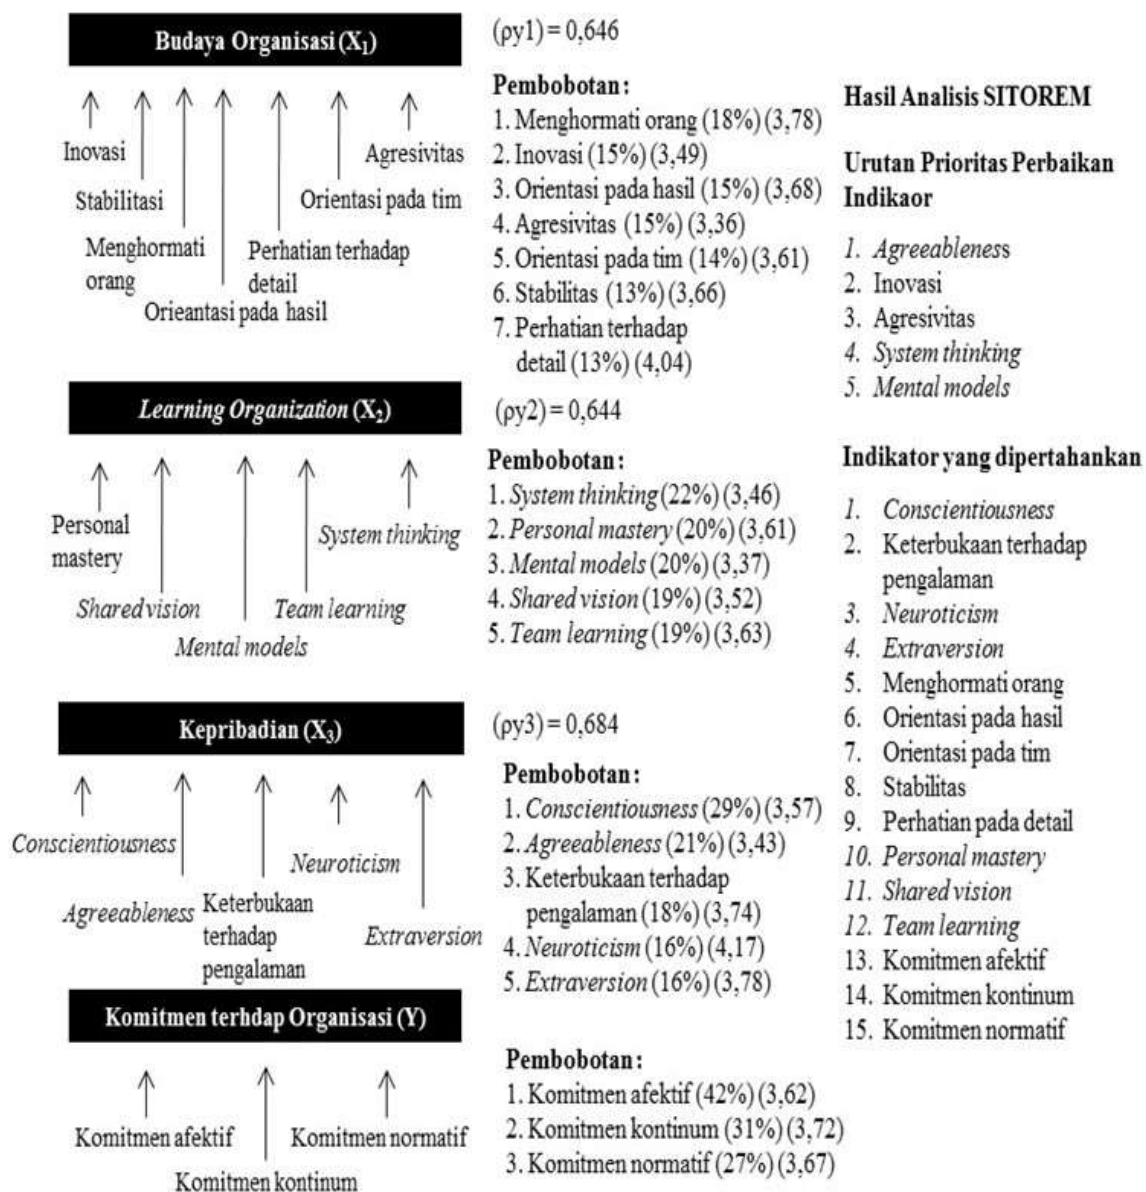 Budaya Organisasi (X₁)
Inovasi
Stabilitasi
Menghormati
orang
Orieantasi pada hasil
Perhatian terhadap
detail
Orientasi pada tim
Agresivitas
(ρy1) = 0,646
Pembobotan :
1. Menghormati orang (18%) (3,78)
2. Inovasi (15%) (3,49)
3. Orientasi pada hasil (15%) (3,68)
4. Agresivitas (15%) (3,36)
5. Orientasi pada tim (14%) (3,61)
6. Stabilitas (13%) (3,66)
7. Perhatian terhadap
detail (13%) (4,04)
Learning Organization (X₂)
Personal
mastery
Shared vision
Mental models
Team learning
System thinking
(ρy2) = 0,644
Pembobotan :
1. System thinking (22%) (3,46)
2. Personal mastery (20%) (3,61)
3. Mental models (20%) (3,37)
4. Shared vision (19%) (3,52)
5. Team learning (19%) (3,63)
Kepribadian (X₃)
Conscientiousness
Agreeableness
Keterbukaan
terhadap
pengalaman
Neuroticism
Extraversion
(ρy3) = 0,684
Pembobotan :
1. Conscientiousness (29%) (3,57)
2. Agreeableness (21%) (3,43)
3. Keterbukaan terhadap
pengalaman (18%) (3,74)
4. Neuroticism (16%) (4,17)
5. Extraversion (16%) (3,78)
Komitmen terhdap Organisasi (Y)
Komitmen afektif
Komitmen kontinum
Komitmen normatif
Pembobotan :
1. Komitmen afektif (42%) (3,62)
2. Komitmen kontinum (31%) (3,72)
3. Komitmen normatif (27%) (3,67)
Hasil Analisis SITOREM
Urutan Prioritas Perbaikan
Indikaor
1. Agreeableness
2. Inovasi
3. Agresivitas
4. System thinking
5. Mental models
Indikator yang dipertahankan
1. Conscientiousness
2. Keterbukaan terhadap
pengalaman
3. Neuroticism
4. Extraversion
5. Menghormati orang
6. Orientasi pada hasil
7. Orientasi pada tim
8. Stabilitas
9. Perhatian pada detail
10. Personal mastery
11. Shared vision
12. Team learning
13. Komitmen afektif
14. Komitmen kontinum
15. Komitmen normatif